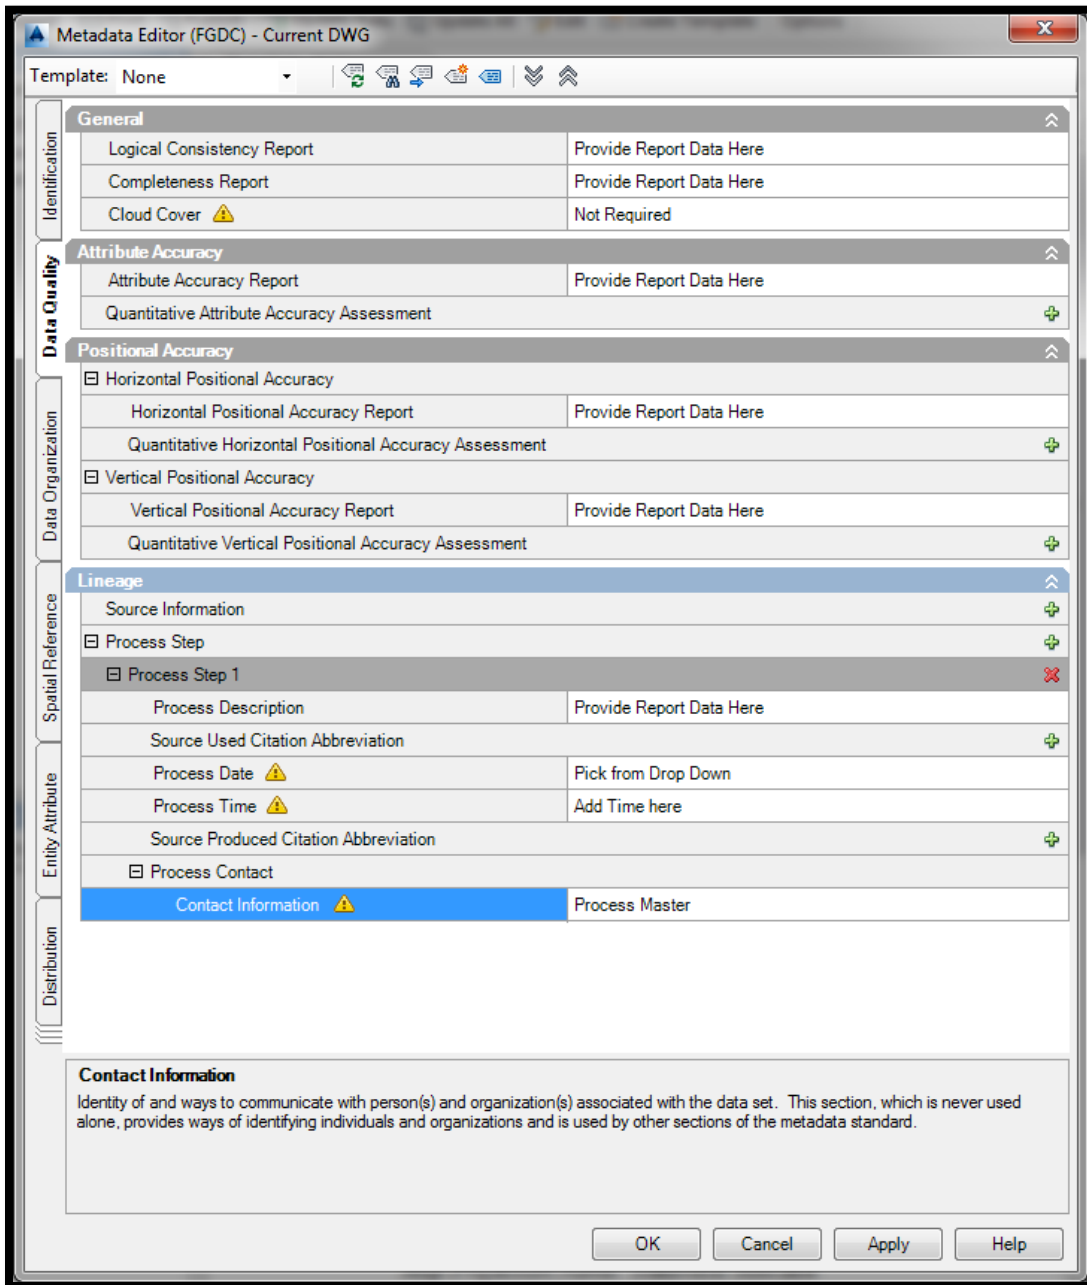 Metadata Editor (FGDC) - Current DWG
Template: None
Identification
Data Quality
Data Organization
Spatial Reference
Entity Attribute
Distribution
General
Logical Consistency Report Provide Report Data Here
Completeness Report Provide Report Data Here
Cloud Cover Not Required
Attribute Accuracy
Attribute Accuracy Report Provide Report Data Here
Quantitative Attribute Accuracy Assessment
Positional Accuracy
Horizontal Positional Accuracy
Horizontal Positional Accuracy Report Provide Report Data Here
Quantitative Horizontal Positional Accuracy Assessment
Vertical Positional Accuracy
Vertical Positional Accuracy Report Provide Report Data Here
Quantitative Vertical Positional Accuracy Assessment
Lineage
Source Information
Process Step
Process Step 1
Process Description Provide Report Data Here
Source Used Citation Abbreviation
Process Date Pick from Drop Down
Process Time Add Time here
Source Produced Citation Abbreviation
Process Contact
Contact Information Process Master
Contact Information
Identity of and ways to communicate with person(s) and organization(s) associated with the data set. This section, which is never used
alone, provides ways of identifying individuals and organizations and is used by other sections of the metadata standard.
OK Cancel Apply Help